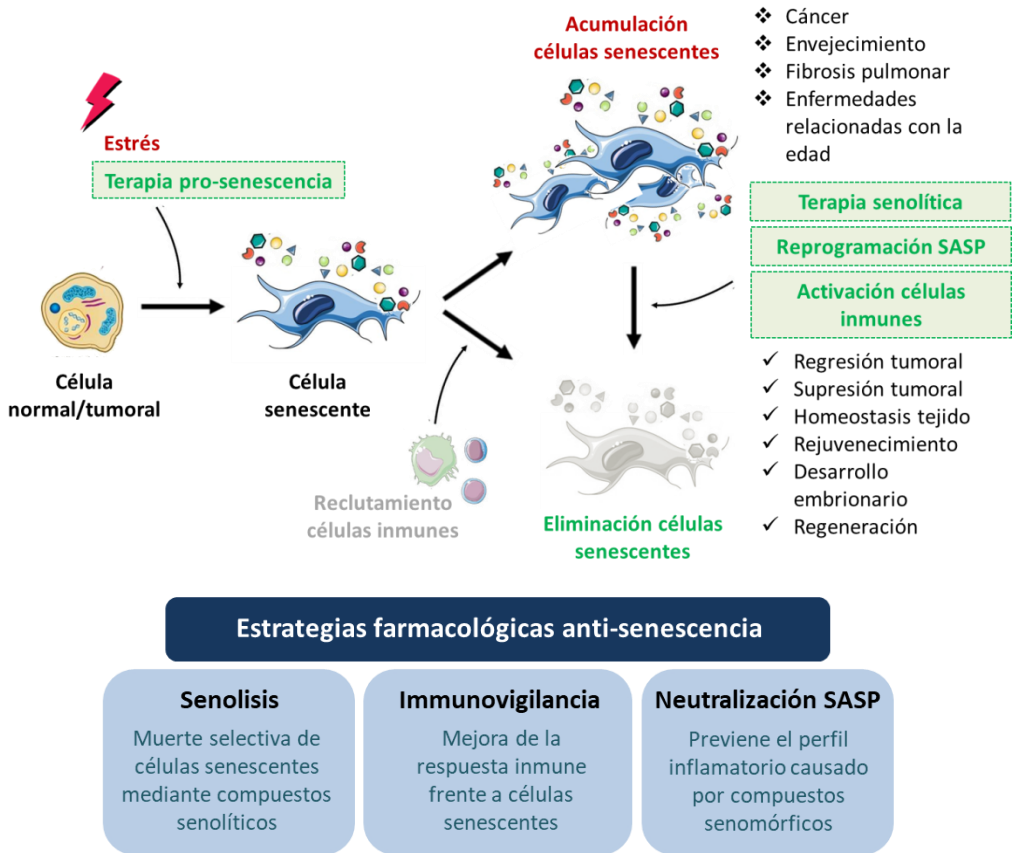 Estrés
Terapia pro-senescencia
Célula
normal/tumoral
Célula
senescente
Reclutamiento
células inmunes
Acumulación
células senescentes
Eliminación células
senescentes
❖ Cáncer
❖ Envejecimiento
❖ Fibrosis pulmonar
❖ Enfermedades
relacionadas con la
edad
Terapia senolítica
Reprogramación SASP
Activación células
inmunes
✓ Regresión tumoral
✓ Supresión tumoral
✓ Homeostasis tejido
✓ Rejuvenecimiento
✓ Desarrollo
embrionario
✓ Regeneración
Estrategias farmacológicas anti-senescencia
Senolisis
Muerte selectiva de
células senescentes
mediante compuestos
senolíticos
Immunovigilancia
Mejora de la
respuesta inmune
frente a células
senescentes
Neutralización SASP
Previene el perfil
inflamatorio causado
por compuestos
senomórficos